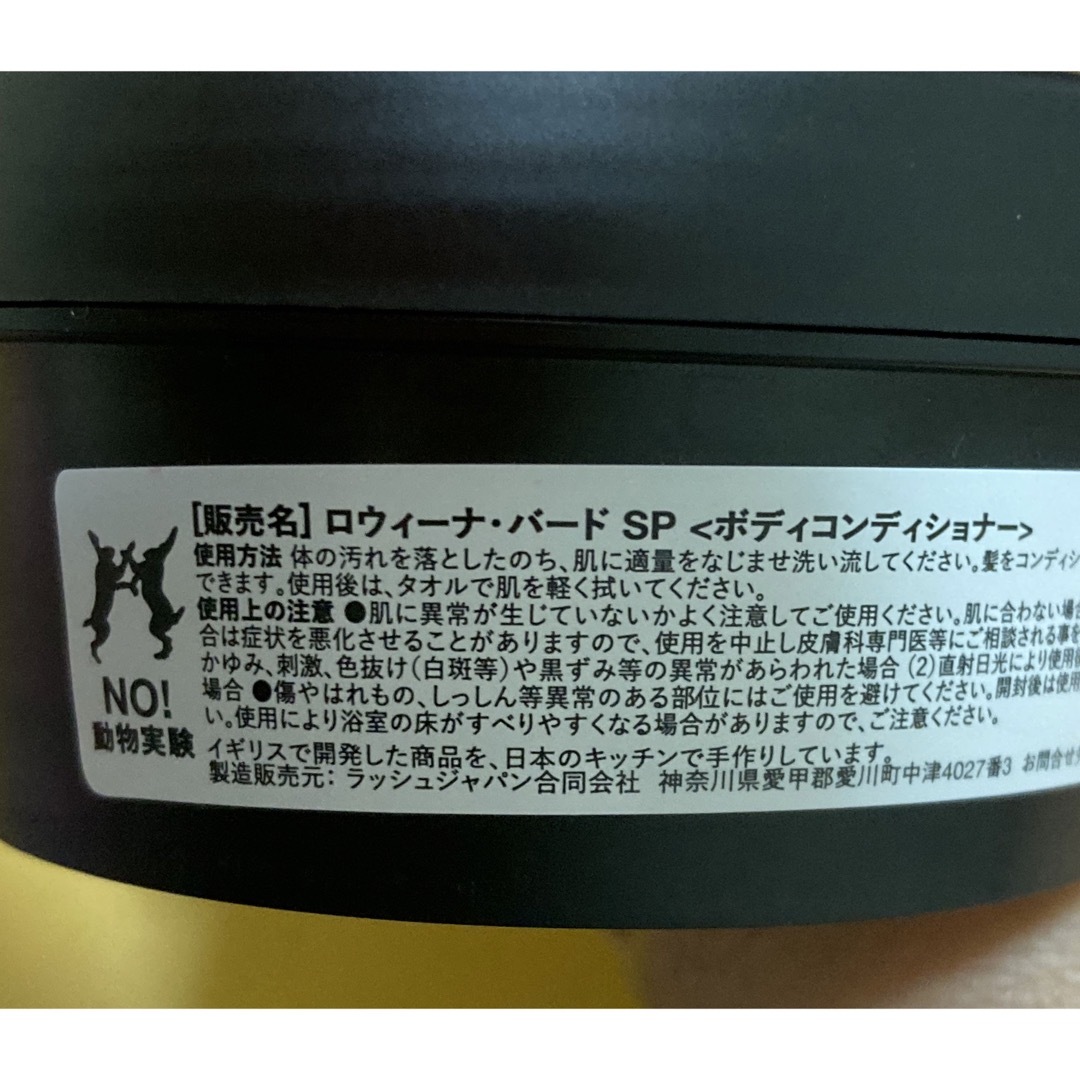 [販売名] ロウィーナ・バード SP <ボディコンディショナー>
使用方法 体の汚れを落としたのち、肌に適量をなじませ洗い流してください。髪をコンディシ
できます。使用後は、タオルで肌を軽く拭いてください。
使用上の注意 ●肌に異常が生じていないかよく注意してご使用ください。肌に合わない場合
合は症状を悪化させることがありますので、使用を中止し皮膚科専門医等にご相談される事を
かゆみ、刺激、色抜け(白斑等)や黒ずみ等の異常があらわれた場合 (2)直射日光により使用
場合 ●傷やはれもの、しっしん等異常のある部位にはご使用を避けてください。開封後は使用
い。使用により浴室の床がすべりやすくなる場合がありますので、ご注意ください。
イギリスで開発した商品を、日本のキッチンで手作りしています。
製造販売元: ラッシュジャパン合同会社 神奈川県愛甲郡愛川町中津4027番3 お問合せ
NO!
動物実験